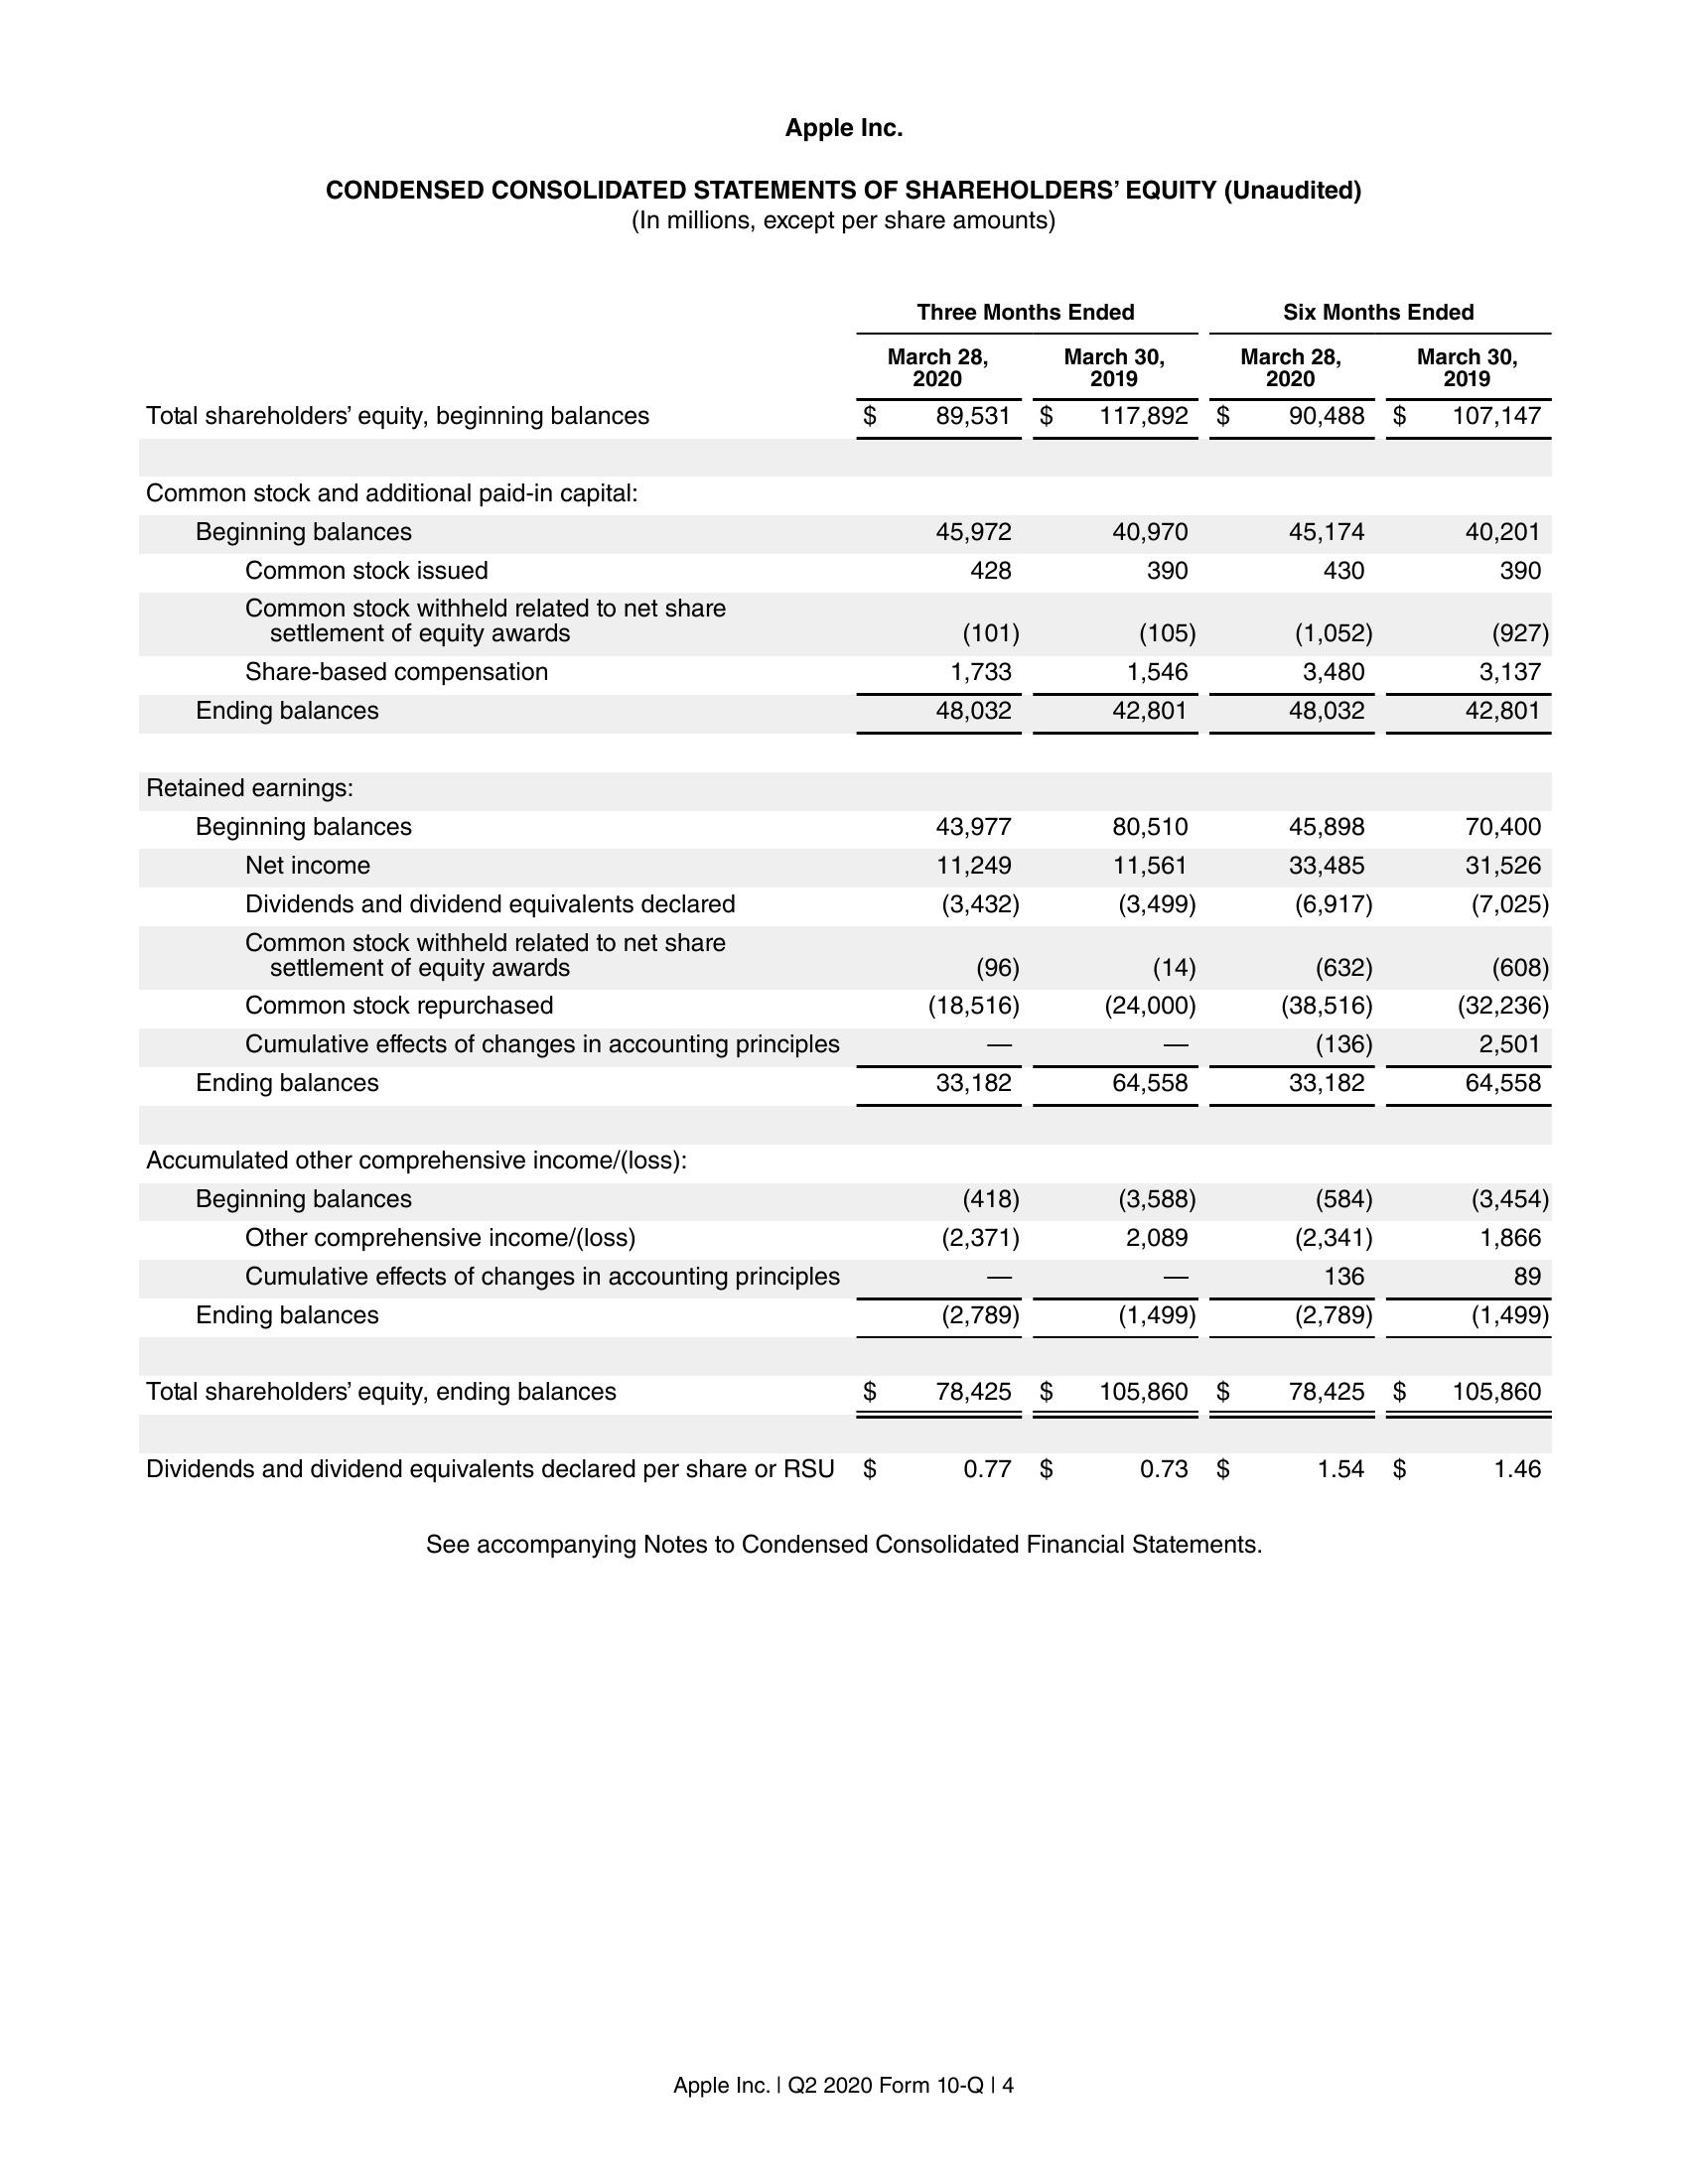 Apple Inc.
CONDENSED CONSOLIDATED STATEMENTS OF SHAREHOLDERS’ EQUITY (Unaudited)
(In millions, except per share amounts)
Three Months Ended Six Months Ended
March 28, 2020 March 30, 2019 March 28, 2020 March 30, 2019
Total shareholders’ equity, beginning balances $ 89,531 $ 117,892 $ 90,488 $ 107,147
Common stock and additional paid-in capital:
Beginning balances 45,972 40,970 45,174 40,201
Common stock issued 428 390 430 390
Common stock withheld related to net share
settlement of equity awards (101) (105) (1,052) (927)
Share-based compensation 1,733 1,546 3,480 3,137
Ending balances 48,032 42,801 48,032 42,801
Retained earnings:
Beginning balances 43,977 80,510 45,898 70,400
Net income 11,249 11,561 33,485 31,526
Dividends and dividend equivalents declared (3,432) (3,499) (6,917) (7,025)
Common stock withheld related to net share
settlement of equity awards (96) (14) (632) (608)
Common stock repurchased (18,516) (24,000) (38,516) (32,236)
Cumulative effects of changes in accounting principles — — (136) 2,501
Ending balances 33,182 64,558 33,182 64,558
Accumulated other comprehensive income/(loss):
Beginning balances (418) (3,588) (584) (3,454)
Other comprehensive income/(loss) (2,371) 2,089 (2,341) 1,866
Cumulative effects of changes in accounting principles — — 136 89
Ending balances (2,789) (1,499) (2,789) (1,499)
Total shareholders’ equity, ending balances $ 78,425 $ 105,860 $ 78,425 $ 105,860
Dividends and dividend equivalents declared per share or RSU $ 0.77 $ 0.73 $ 1.54 $ 1.46
See accompanying Notes to Condensed Consolidated Financial Statements.
Apple Inc. | Q2 2020 Form 10-Q | 4